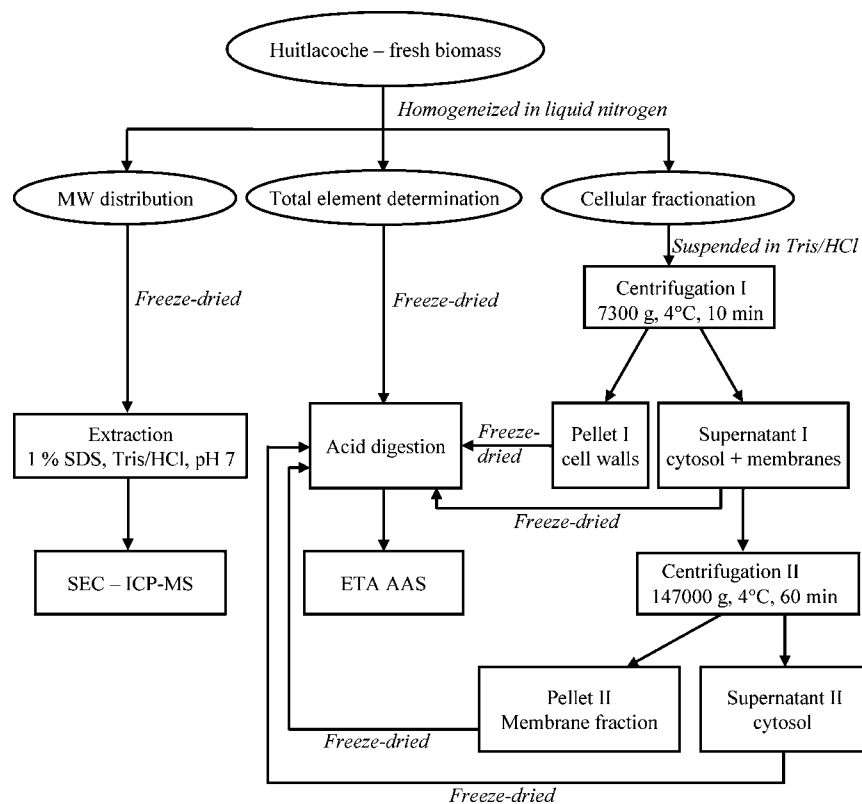 Huitlacoche – fresh biomass
Homogeneized in liquid nitrogen
MW distribution
Total element determination
Cellular fractionation
Suspended in Tris/HCl
Freeze-dried
Freeze-dried
Centrifugation I
7300 g, 4°C, 10 min
Extraction
1 % SDS, Tris/HCl, pH 7
Acid digestion
Freeze-
dried
Pellet I
cell walls
Supernatant I
cytosol + membranes
Freeze-dried
SEC – ICP-MS
ETA AAS
Centrifugation II
147000 g, 4°C, 60 min
Pellet II
Membrane fraction
Supernatant II
cytosol
Freeze-dried
Freeze-dried